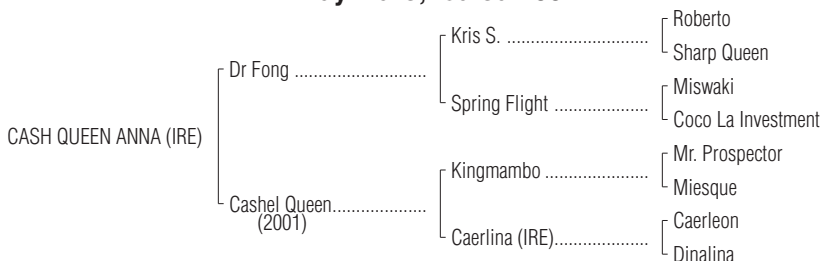 Roberto
Kris S. ..................................
Sharp Queen
Dr Fong ............................
Miswaki
Spring Flight .....................
Coco La Investment
CASH QUEEN ANNA (IRE)
Mr. Prospector
Kingmambo .......................
Miesque
Cashel Queen.....................
(2001)
Caerleon
Caerlina (IRE).....................
Dinalina